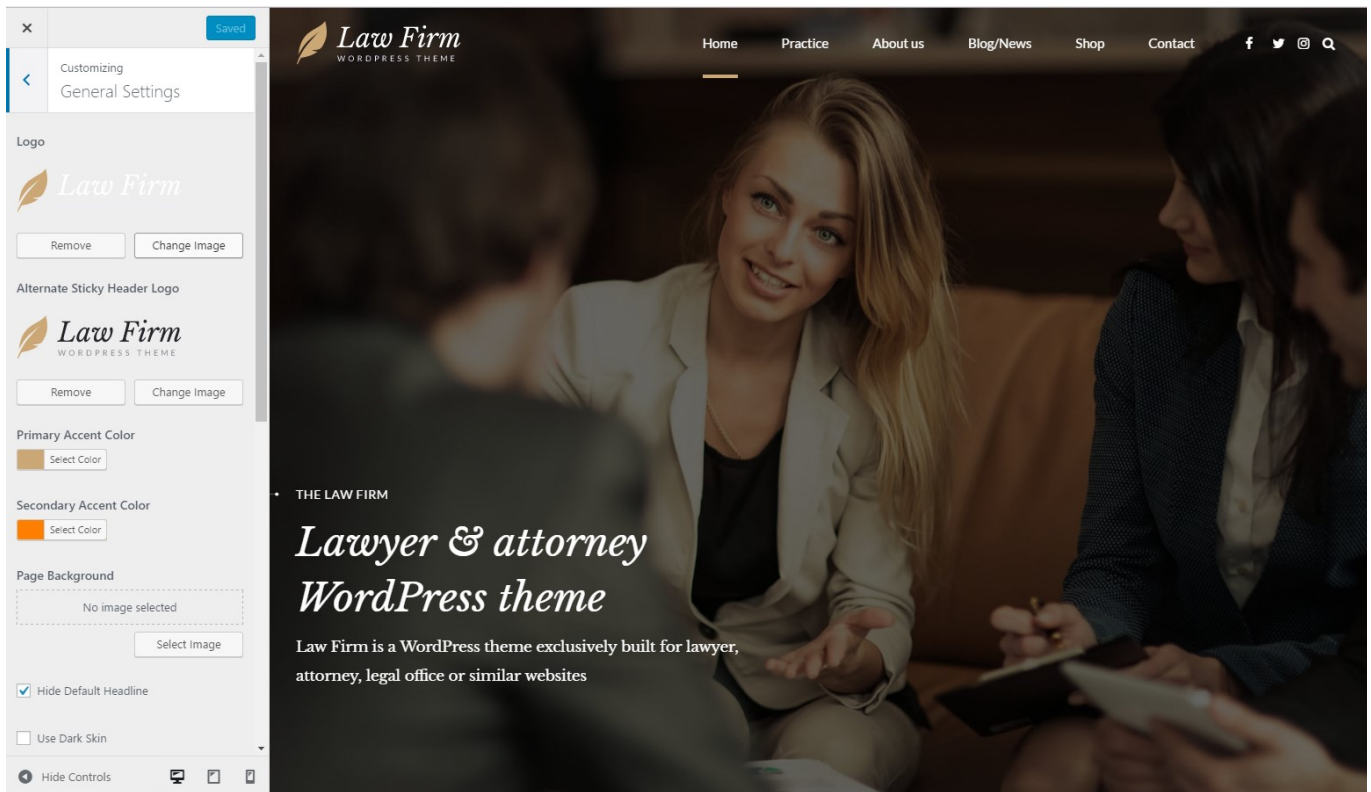 Saved
Customizing
General Settings
Logo
Law Firm
Remove
Change Image
Alternate Sticky Header Logo
Law Firm
WORDPRESS THEME
Remove
Change Image
Primary Accent Color
Select Color
Secondary Accent Color
Select Color
Page Background
No image selected
Select Image
Hide Default Headline
Use Dark Skin
Hide Controls
Law Firm
WORDPRESS THEME
Home Practice About us Blog/News Shop Contact
THE LAW FIRM
Lawyer & attorney
WordPress theme
Law Firm is a WordPress theme exclusively built for lawyer,
attorney, legal office or similar websites